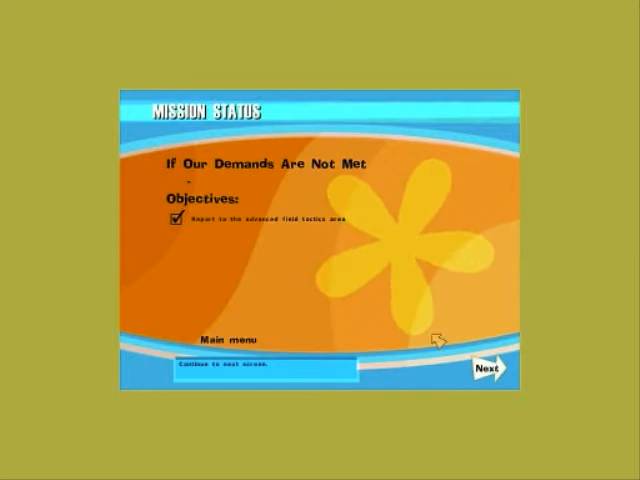 MISSION STATUS
If Our Demands Are Not Met
-
Objectives:
Report to the advanced field tactics area
Main menu
Continue to next screen.
Next